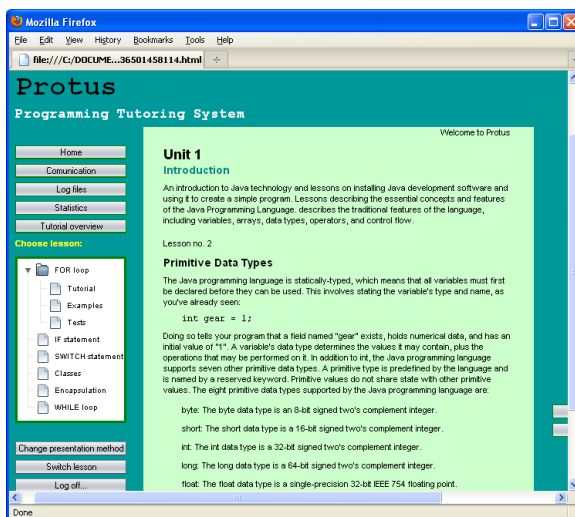 Mozilla Firefox
File Edit View History Bookmarks Tools Help
file:///C:/DOCUME...36501458114.html
Protus
Programming Tutoring System
Welcome to Protus
Home
Comunication
Log files
Statistics
Tutorial overview
Choose lesson:
FOR loop
Tutorial
Examples
Tests
IF statement
SWITCH statement
Classes
Encapsulation
WHILE loop
Change presentation method
Switch lesson
Log off...
Unit 1
Introduction
An introduction to Java technology and lessons on installing Java development software and
using it to create a simple program. Lessons describing the essential concepts and features
of the Java Programming Language. describes the traditional features of the language,
including variables, arrays, data types, operators, and control flow.
Lesson no. 2
Primitive Data Types
The Java programming language is statically-typed, which means that all variables must first
be declared before they can be used. This involves stating the variable's type and name, as
you've already seen:
int gear = 1;
Doing so tells your program that a field named "gear" exists, holds numerical data, and has an
initial value of "1". A variable's data type determines the values it may contain, plus the
operations that may be performed on it. In addition to int, the Java programming language
supports seven other primitive data types. A primitive type is predefined by the language and
is named by a reserved keyword. Primitive values do not share state with other primitive
values. The eight primitive data types supported by the Java programming language are:
byte: The byte data type is an 8-bit signed two's complement integer.
short: The short data type is a 16-bit signed two's complement integer.
int: The int data type is a 32-bit signed two's complement integer.
long: The long data type is a 64-bit signed two's complement integer.
float: The float data type is a single-precision 32-bit IEEE 754 floating point.
Done